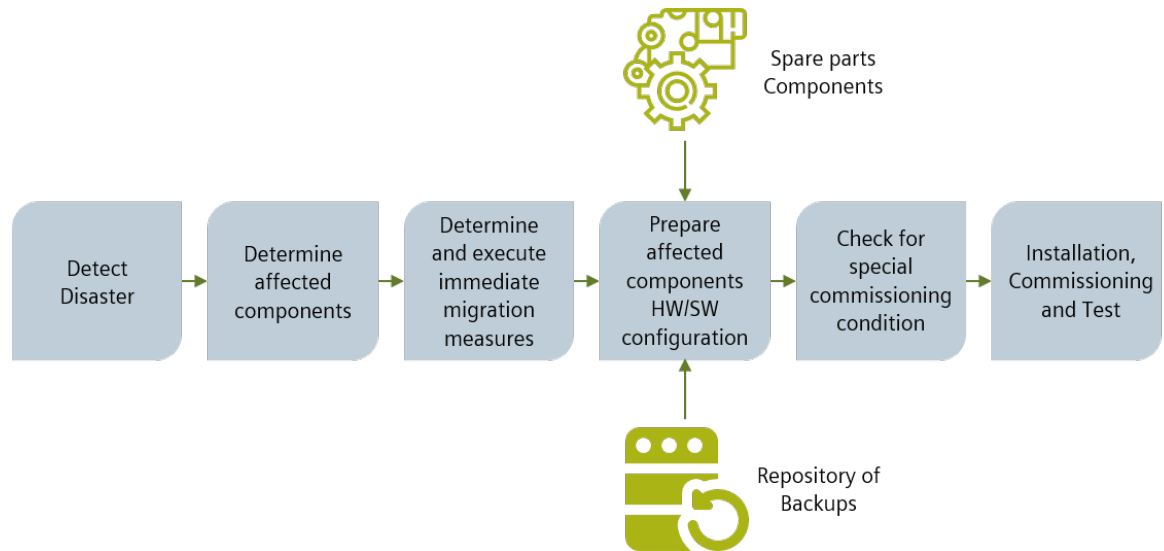 Spare parts
Components
Detect
Disaster
Determine
affected
components
Determine
and execute
immediate
migration
measures
Prepare
affected
components
HW/SW
configuration
Check for
special
commissioning
condition
Installation,
Commissioning
and Test
Repository of
Backups